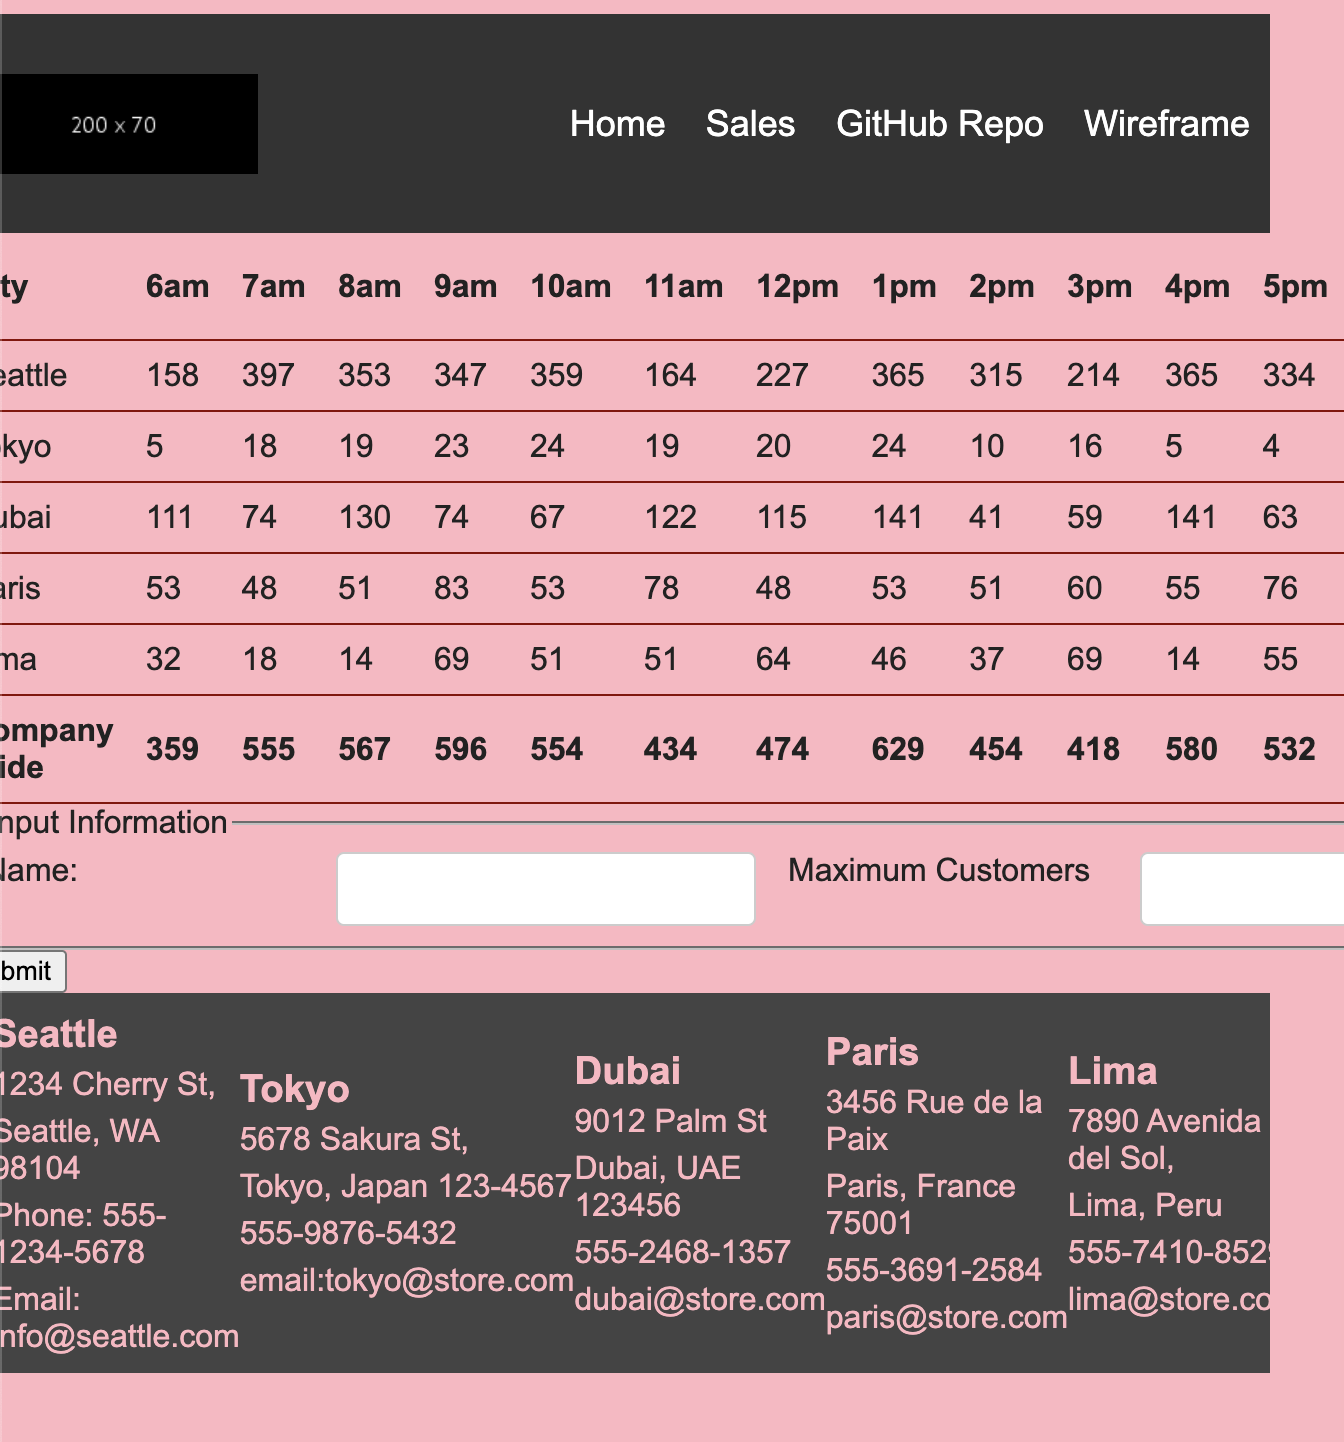 200 x 70
Home Sales GitHub Repo Wireframe
ty 6am 7am 8am 9am 10am 11am 12pm 1pm 2pm 3pm 4pm 5pm
eattle 158 397 353 347 359 164 227 365 315 214 365 334
kyo 5 18 19 23 24 19 20 24 10 16 5 4
ubai 111 74 130 74 67 122 115 141 41 59 141 63
aris 53 48 51 83 53 78 48 53 51 60 55 76
ma 32 18 14 69 51 51 64 46 37 69 14 55
ompany
ide
359 555 567 596 554 434 474 629 454 418 580 532
nput Information
Name: Maximum Customers
bmit
Seattle
1234 Cherry St,
Seattle, WA
98104
Phone: 555-
1234-5678
Email:
nfo@seattle.com
Tokyo
5678 Sakura St,
Tokyo, Japan 123-4567
555-9876-5432
email:tokyo@store.com
Dubai
9012 Palm St
Dubai, UAE
123456
555-2468-1357
dubai@store.com
Paris
3456 Rue de la
Paix
Paris, France
75001
555-3691-2584
paris@store.com
Lima
7890 Avenida
del Sol,
Lima, Peru
555-7410-8529
lima@store.co